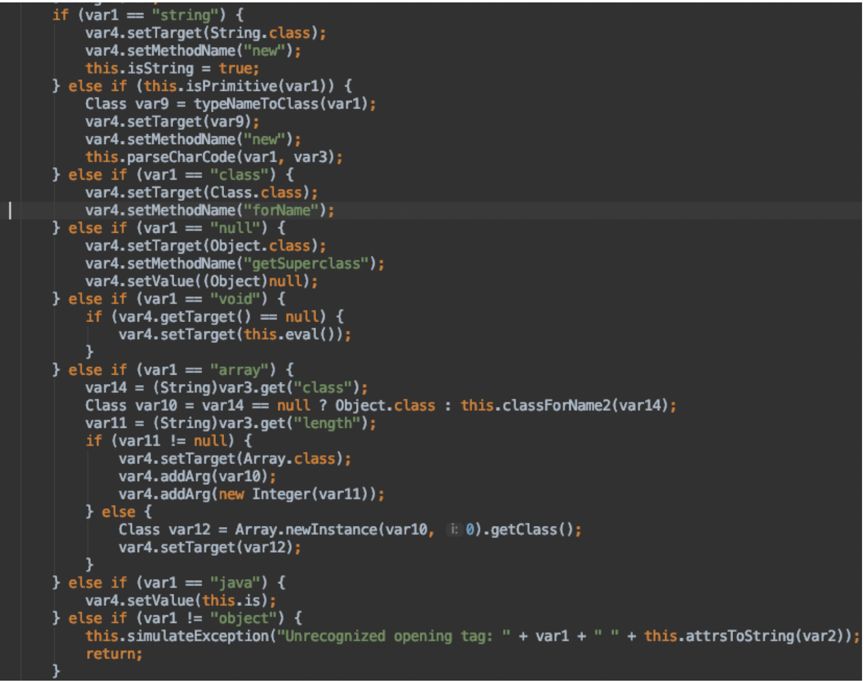 if (var1 == "string") {
var4.setTarget(String.class);
var4.setMethodName("new");
this.isString = true;
} else if (this.isPrimitive(var1)) {
Class var9 = typeNameToClass(var1);
var4.setTarget(var9);
var4.setMethodName("new");
this.parseCharCode(var1, var3);
} else if (var1 == "class") {
var4.setTarget(Class.class);
var4.setMethodName("forName");
} else if (var1 == "null") {
var4.setTarget(Object.class);
var4.setMethodName("getSuperclass");
var4.setValue((Object)null);
} else if (var1 == "void") {
if (var4.getTarget() == null) {
var4.setTarget(this.eval());
}
} else if (var1 == "array") {
var14 = (String)var3.get("class");
Class var10 = var14 == null ? Object.class : this.classForName2(var14);
var11 = (String)var3.get("length");
if (var11 != null) {
var4.setTarget(Array.class);
var4.addArg(var10);
var4.addArg(new Integer(var11));
} else {
Class var12 = Array.newInstance(var10, i: 0).getClass();
var4.setTarget(var12);
}
} else if (var1 == "java") {
var4.setValue(this.is);
} else if (var1 != "object") {
this.simulateException("Unrecognized opening tag: " + var1 + " " + this.attrsToString(var2));
return;
}